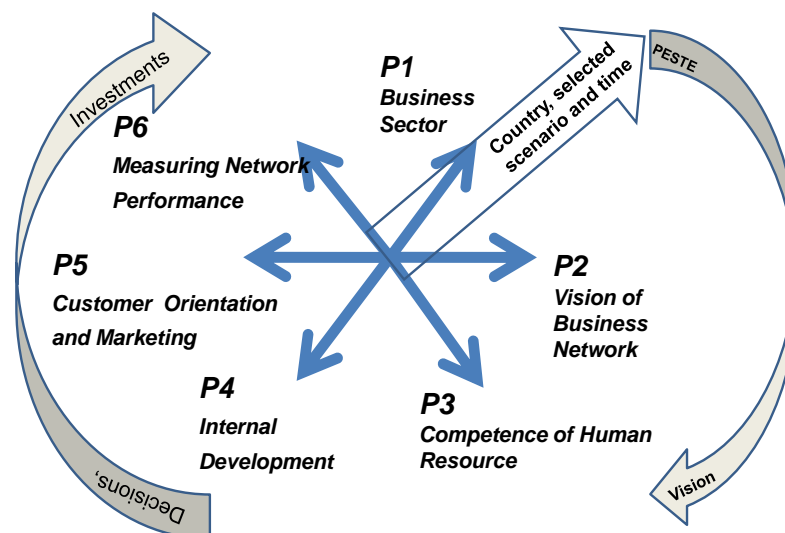 P1
Business
Sector
Country, selected
scenario and time
PESTE
Investments
P6
Measuring Network
Performance
P5
Customer Orientation
and Marketing
P2
Vision of
Business
Network
P4
Internal
Development
P3
Competence of Human
Resource
Decisions,
Vision